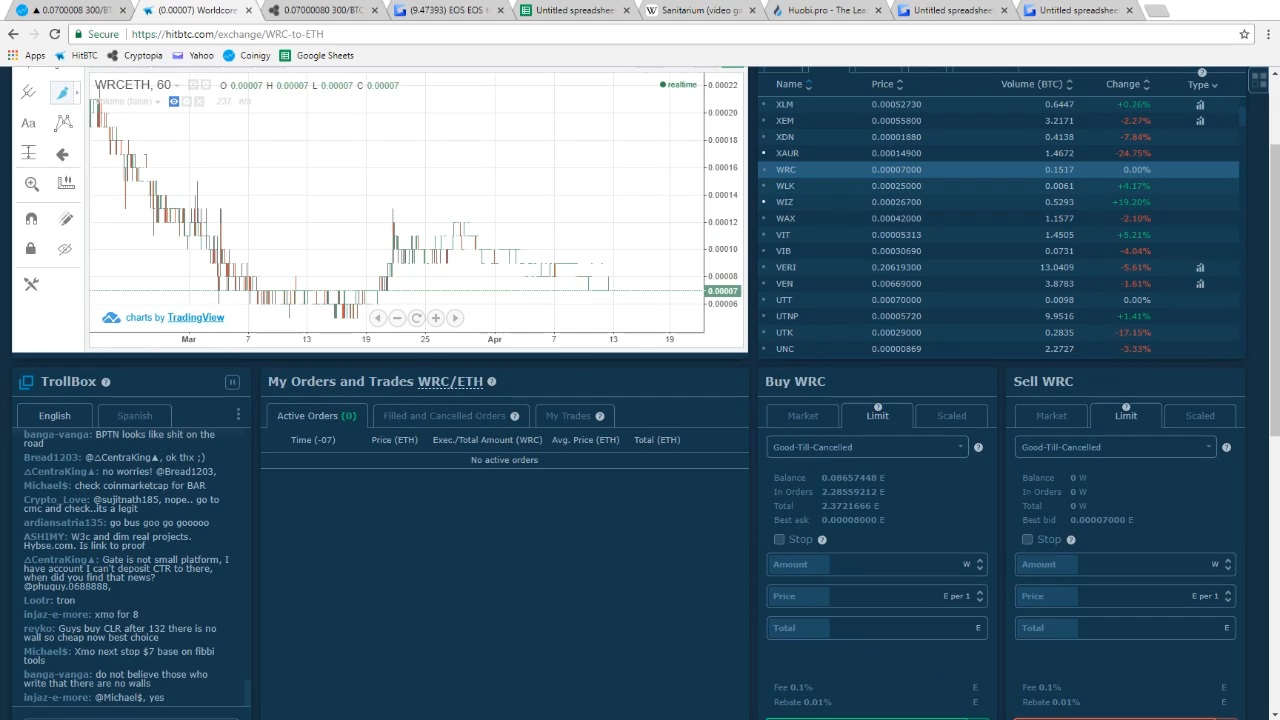 0.0700008 300/BT
(0.00007) Worldcore
0.07000080 300/BTC
(9.47393) EOS EOS t
Untitled spreadshee
Sanitarium (video ga
Huobi.pro - The Lea
Untitled spreadshee
Untitled spreadshee
Secure
https://hitbtc.com/exchange/WRC-to-ETH
Apps HitBTC Cryptopia Yahoo Coinigy Google Sheets
WRCETH, 60 O 0.00007 H 0.00007 L 0.00007 C 0.00007
realtime
Volume (false) 237 n/a
0.00022
0.00020
0.00018
0.00016
0.00014
0.00012
0.00010
0.00008
0.00007
0.00006
charts by TradingView
Mar 7 13 19 25 Apr 7 13 19
Name Price Volume (BTC) Change Type
XLM 0.00052730 0.6447 +0.26%
XEM 0.00055800 3.2171 -2.27%
XDN 0.00001880 0.4138 -7.84%
XAUR 0.00014900 1.4672 -24.75%
WRC 0.00007000 0.1517 0.00%
WLK 0.00025000 0.0061 +4.17%
WIZ 0.00026700 0.5293 +19.20%
WAX 0.00042000 1.1577 -2.10%
VIT 0.00005313 1.4505 +5.21%
VIB 0.00030690 0.0731 -4.04%
VERI 0.20619300 13.0409 -5.61%
VEN 0.00669000 3.8783 -1.61%
UTT 0.00070000 0.0098 0.00%
UTNP 0.00005720 9.9516 +1.41%
UTK 0.00029000 0.2835 -17.15%
UNC 0.00000869 2.2727 -3.33%
TrollBox ?
English Spanish
banga-vanga: BPTN looks like shit on the
road
Bread1203: @△CentraKing▲, ok thx ;)
△CentraKing▲: no worries! @Bread1203,
Michael$: check coinmarketcap for BAR
Crypto_Love: @sujitnath185, nope.. go to
cmc and check..its a legit
ardiansatria135: go bus goo go gooooo
ASHIMY: W3c and dim real projects.
Hybse.com. Is link to proof
△CentraKing▲: Gate is not small platform, I
have account I can't deposit CTR to there,
when did you find that news?
@phuquy.0688888,
Lootr: tron
injaz-e-more: xmo for 8
reyko: Guys buy CLR after 132 there is no
wall so cheap now best choice
Michael$: Xmo next stop $7 base on fibbi
tools
banga-vanga: do not believe those who
write that there are no walls
injaz-e-more: @Michael$, yes
My Orders and Trades WRC/ETH ?
Active Orders (0) Filled and Cancelled Orders ? My Trades ?
Time (-07) Price (ETH) Exec./Total Amount (WRC) Avg. Price (ETH) Total (ETH)
No active orders
Buy WRC
Market Limit Scaled
Good-Till-Cancelled ?
Balance 0.08657448 E
In Orders 2.28559212 E
Total 2.3721666 E
Best ask 0.00008000 E
Stop ?
Amount W
Price E per 1
Total E
Fee 0.1% E
Rebate 0.01% E
Sell WRC
Market Limit Scaled
Good-Till-Cancelled ?
Balance 0 W
In Orders 0 W
Total 0 W
Best bid 0.00007000 E
Stop ?
Amount W
Price E per 1
Total E
Fee 0.1% E
Rebate 0.01% E